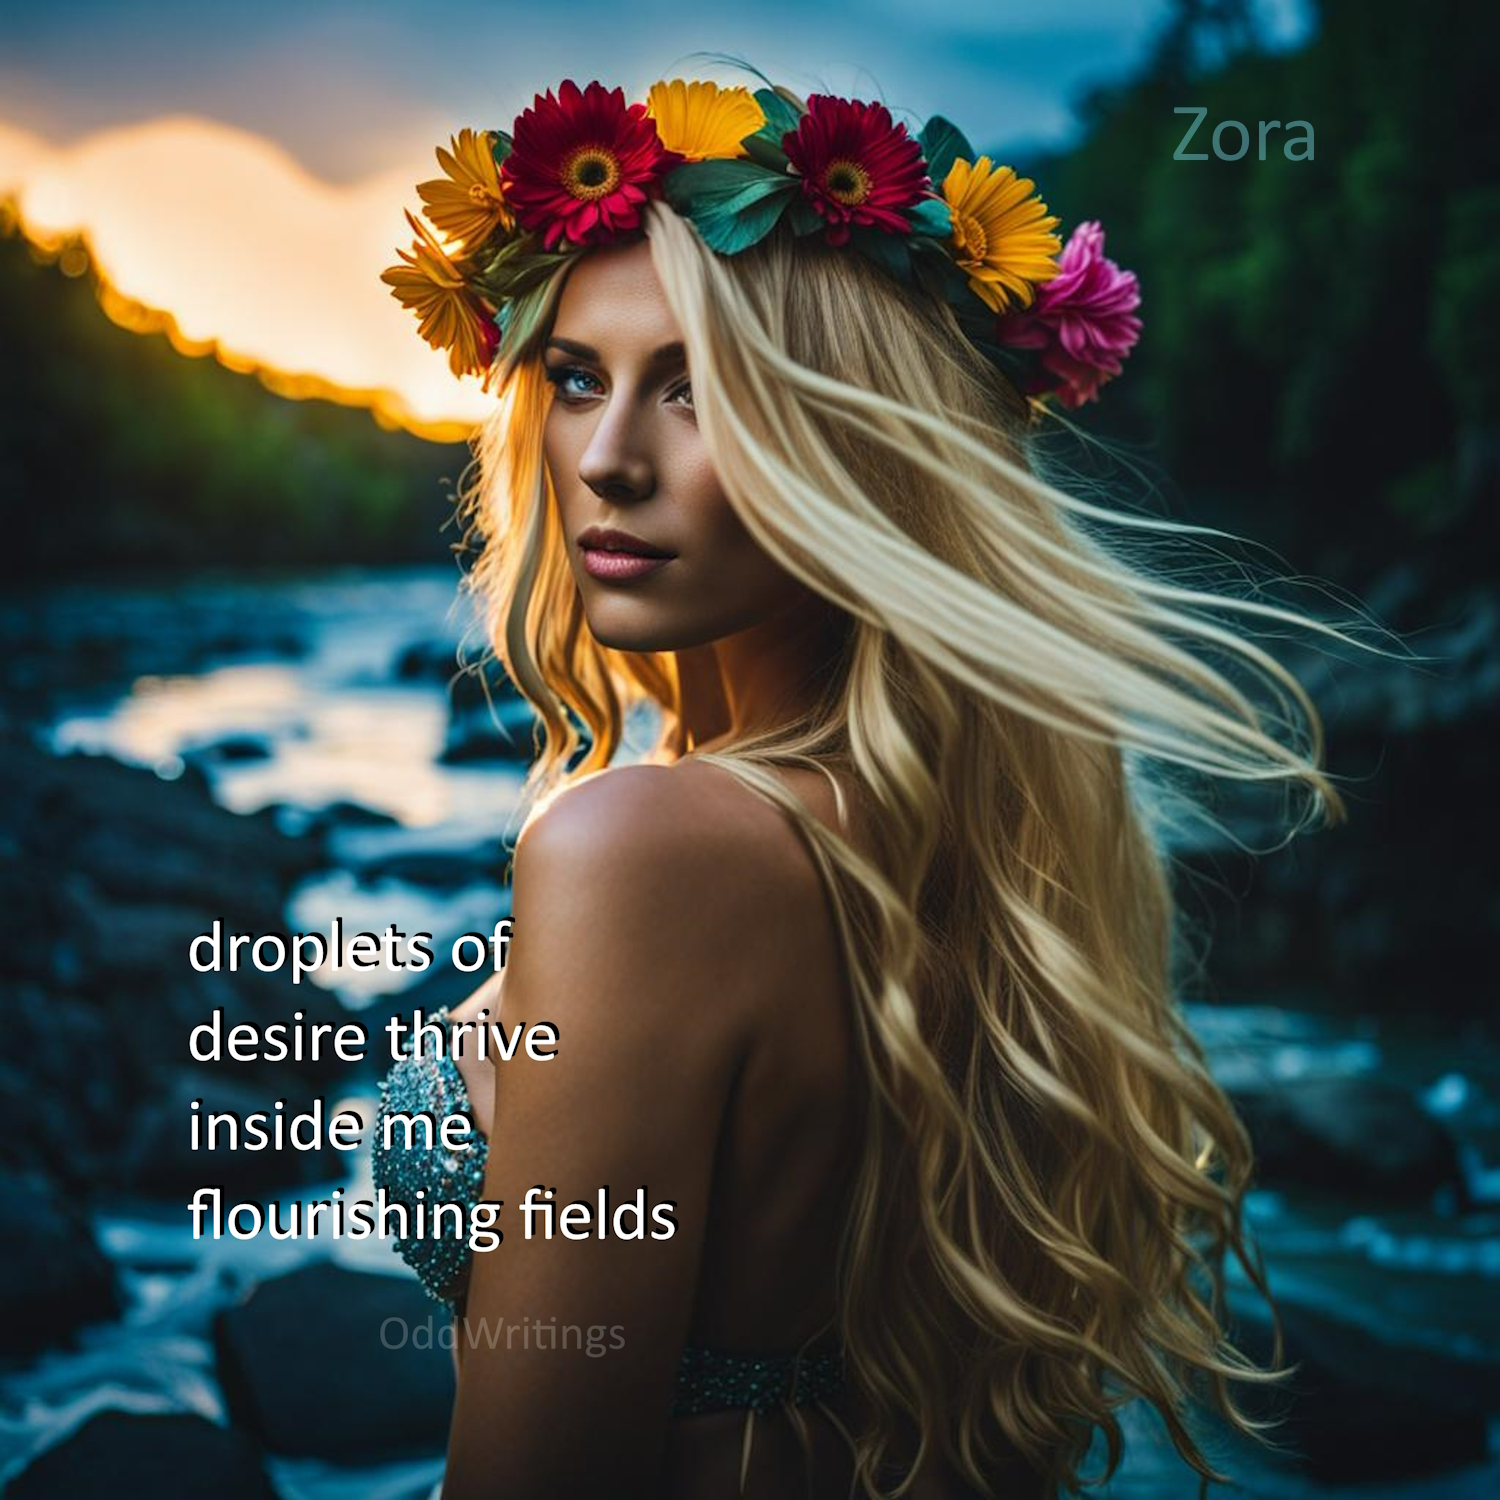 Zora
droplets of
desire thrive
inside me
flourishing fields
OddWritings